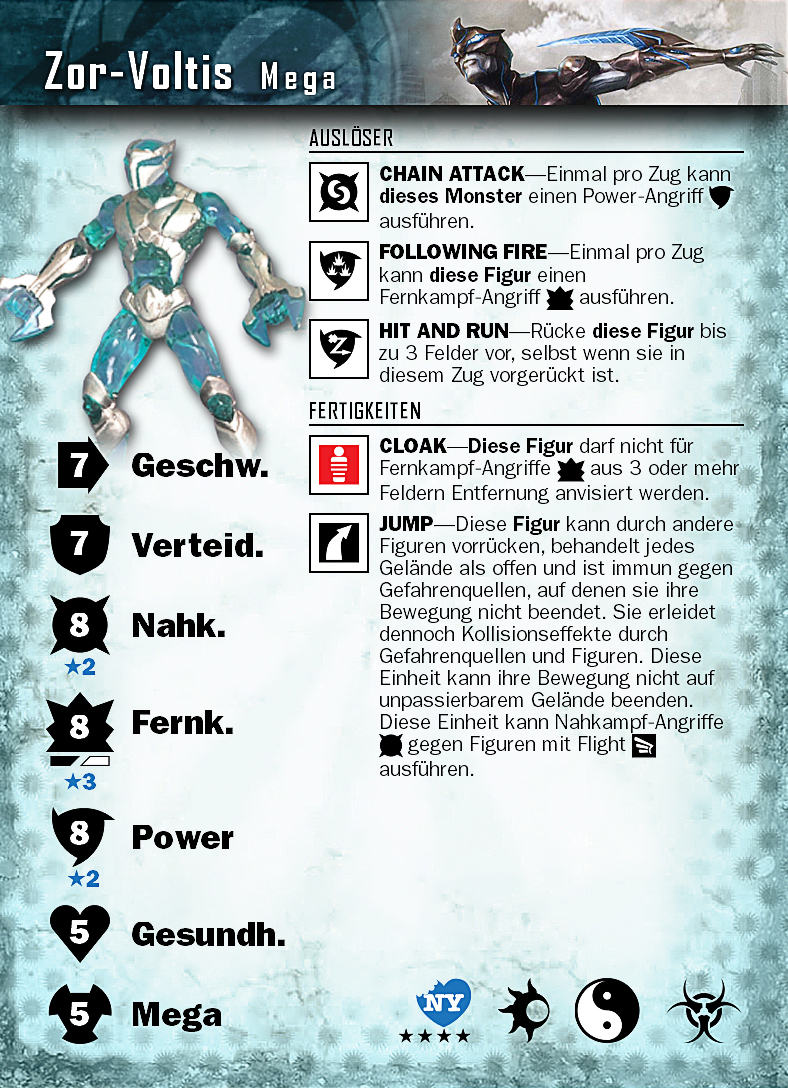 Zor-Voltis Mega
AUSLÖSER
CHAIN ATTACK—Einmal pro Zug kann
dieses Monster einen Power-Angriff
ausführen.
FOLLOWING FIRE—Einmal pro Zug
kann diese Figur einen
Fernkampf-Angriff ausführen.
HIT AND RUN—Rücke diese Figur bis
zu 3 Felder vor, selbst wenn sie in
diesem Zug vorgerückt ist.
FERTIGKEITEN
CLOAK—Diese Figur darf nicht für
Fernkampf-Angriffe aus 3 oder mehr
Feldern Entfernung anvisiert werden.
JUMP—Diese Figur kann durch andere
Figuren vorrücken, behandelt jedes
Gelände als offen und ist immun gegen
Gefahrenquellen, auf denen sie ihre
Bewegung nicht beendet. Sie erleidet
dennoch Kollisionseffekte durch
Gefahrenquellen und Figuren. Diese
Einheit kann ihre Bewegung nicht auf
unpassierbarem Gelände beenden.
Diese Einheit kann Nahkampf-Angriffe
gegen Figuren mit Flight
ausführen.
7 Geschw.
7 Verteid.
8 Nahk.
★2
8 Fernk.
★3
8 Power
★2
5 Gesundh.
5 Mega
NY
★★★★